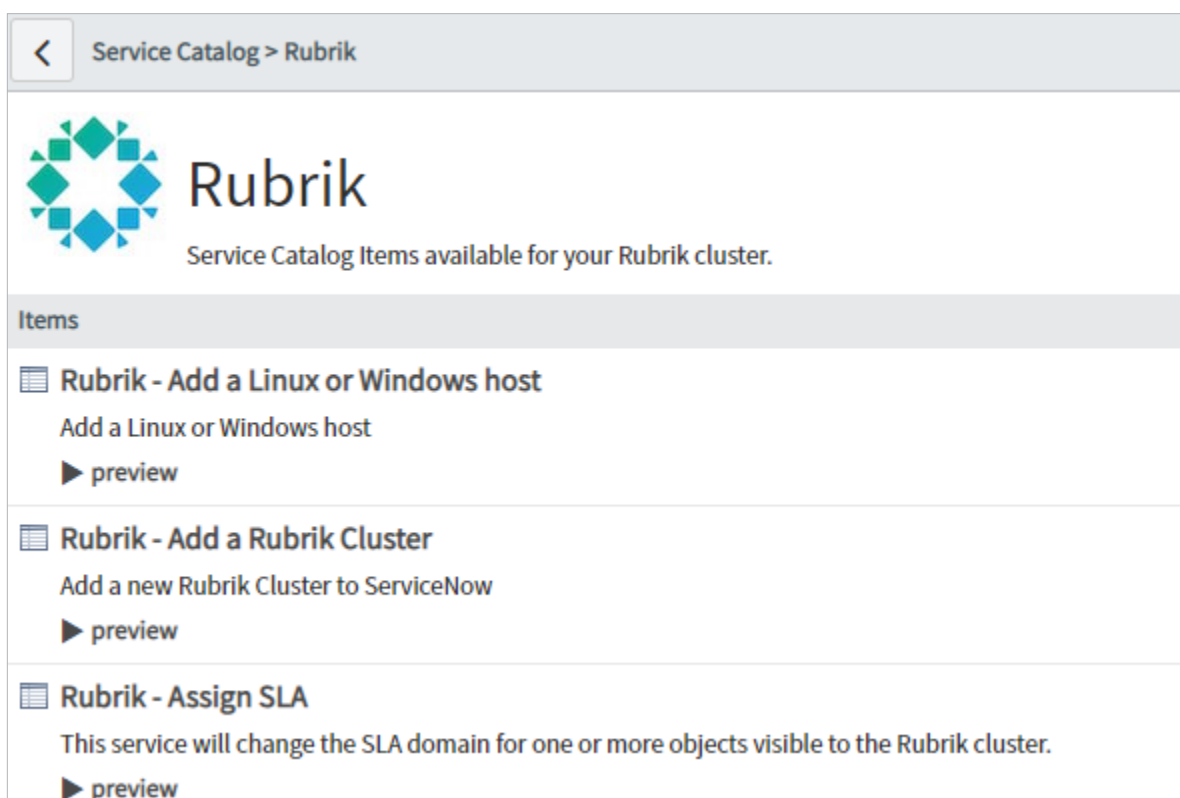 Service Catalog > Rubrik
Rubrik
Service Catalog Items available for your Rubrik cluster.
Items
Rubrik - Add a Linux or Windows host
Add a Linux or Windows host
preview
Rubrik - Add a Rubrik Cluster
Add a new Rubrik Cluster to ServiceNow
preview
Rubrik - Assign SLA
This service will change the SLA domain for one or more objects visible to the Rubrik cluster.
preview